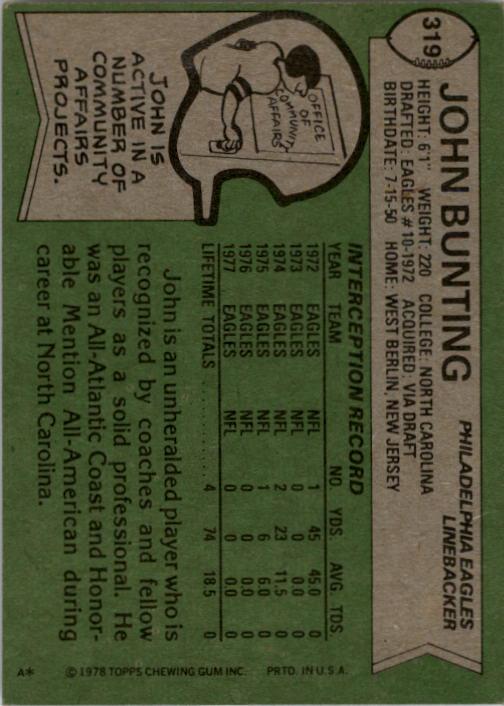 319
JOHN BUNTING
PHILADELPHIA EAGLES
LINEBACKER
HEIGHT: 6'1" WEIGHT: 220 COLLEGE: NORTH CAROLINA
DRAFTED: EAGLES #10-1972 ACQUIRED: VIA DRAFT
BIRTHDATE: 7-15-50 HOME: WEST BERLIN, NEW JERSEY
OFFICE
OF
COMMUNITY
AFFAIRS
JOHN IS
ACTIVE IN A
NUMBER OF
COMMUNITY
AFFAIRS
PROJECTS.
INTERCEPTION RECORD
YEAR TEAM NO. YDS. AVG. TDS.
1972 EAGLES NFL 1 45 45.0 0
1973 EAGLES NFL 0 0 0.0 0
1974 EAGLES NFL 2 23 11.5 0
1975 EAGLES NFL 1 6 6.0 0
1976 EAGLES NFL 0 0 0.0 0
1977 EAGLES NFL 0 0 0.0 0
LIFETIME TOTALS . . . . . . . . . . 4 74 18.5 0
John is an unheralded player who is
recognized by coaches and fellow
players as a solid professional. He
was an All-Atlantic Coast and Honor-
able Mention All-American during
career at North Carolina.
A* © 1978 TOPPS CHEWING GUM INC. PRTD. IN U.S.A.